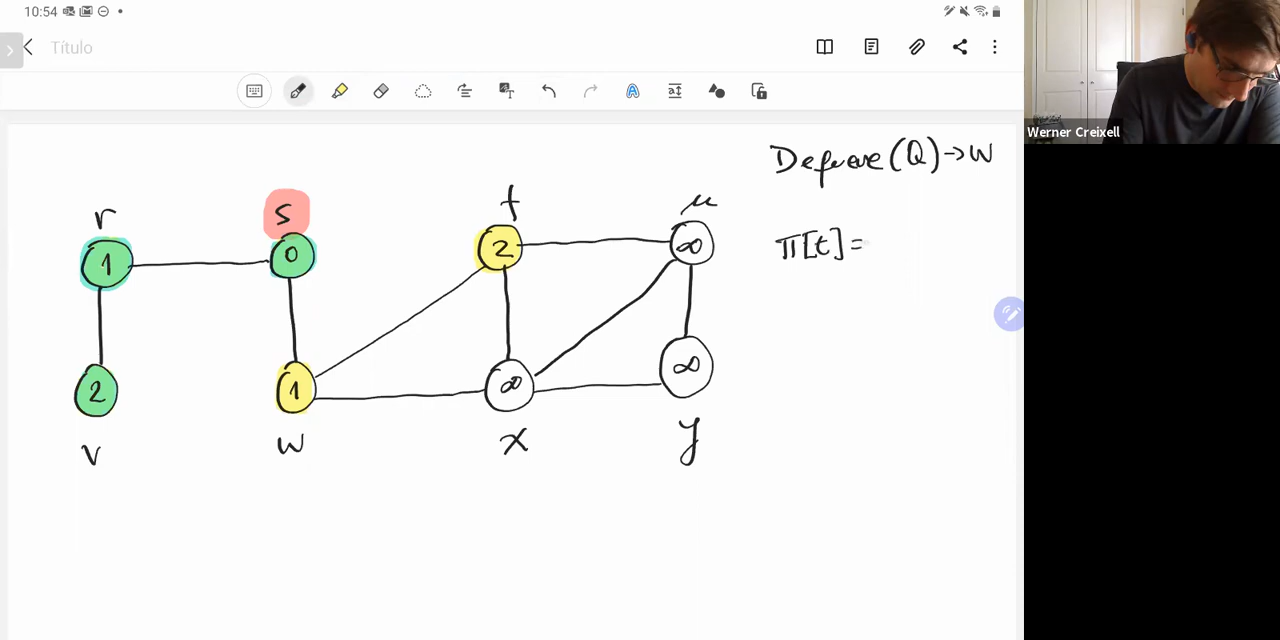 10:54
Título
Werner Creixell
Dequeue(Q)→w
r
s
t
u
1
0
2
∞
π[t]=
2
1
∞
∞
v
w
x
y